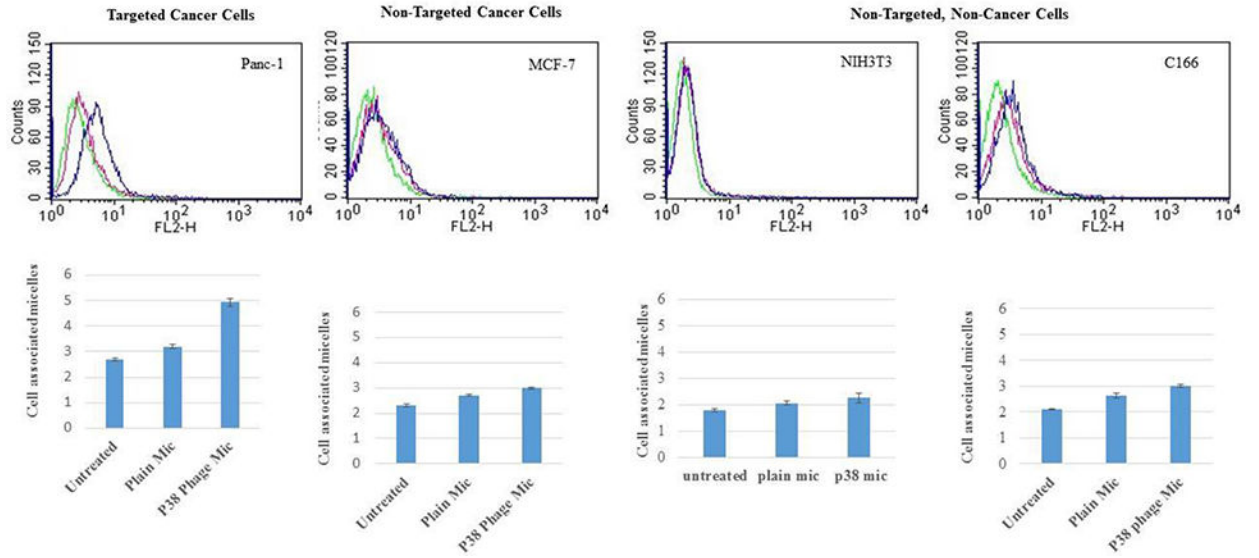 Targeted Cancer Cells
Non-Targeted Cancer Cells
Non-Targeted, Non-Cancer Cells
Counts
150
120
90
60
30
0
Panc-1
10^0 10^1 10^2 10^3 10^4
FL2-H
100120
80
60
40
20
0
MCF-7
10^0 10^1 10^2 10^3 10^4
FL2-H
Counts
150
120
90
60
30
0
NIH3T3
10^0 10^1 10^2 10^3 10^4
FL2-H
Counts
100120
80
60
40
20
0
C166
10^0 10^1 10^2 10^3 10^4
FL2-H
Cell associated micelles
6
5
4
3
2
1
0
Untreated
Plain Mic
P38 Phage Mic
Cell associated micelles
6
5
4
3
2
1
0
Untreated
Plain Mic
P38 Phage Mic
Cell associated micelles
6
5
4
3
2
1
0
untreated plain mic p38 mic
Cell associated micelles
6
5
4
3
2
1
0
Untreated
Plain Mic
P38 phage Mic